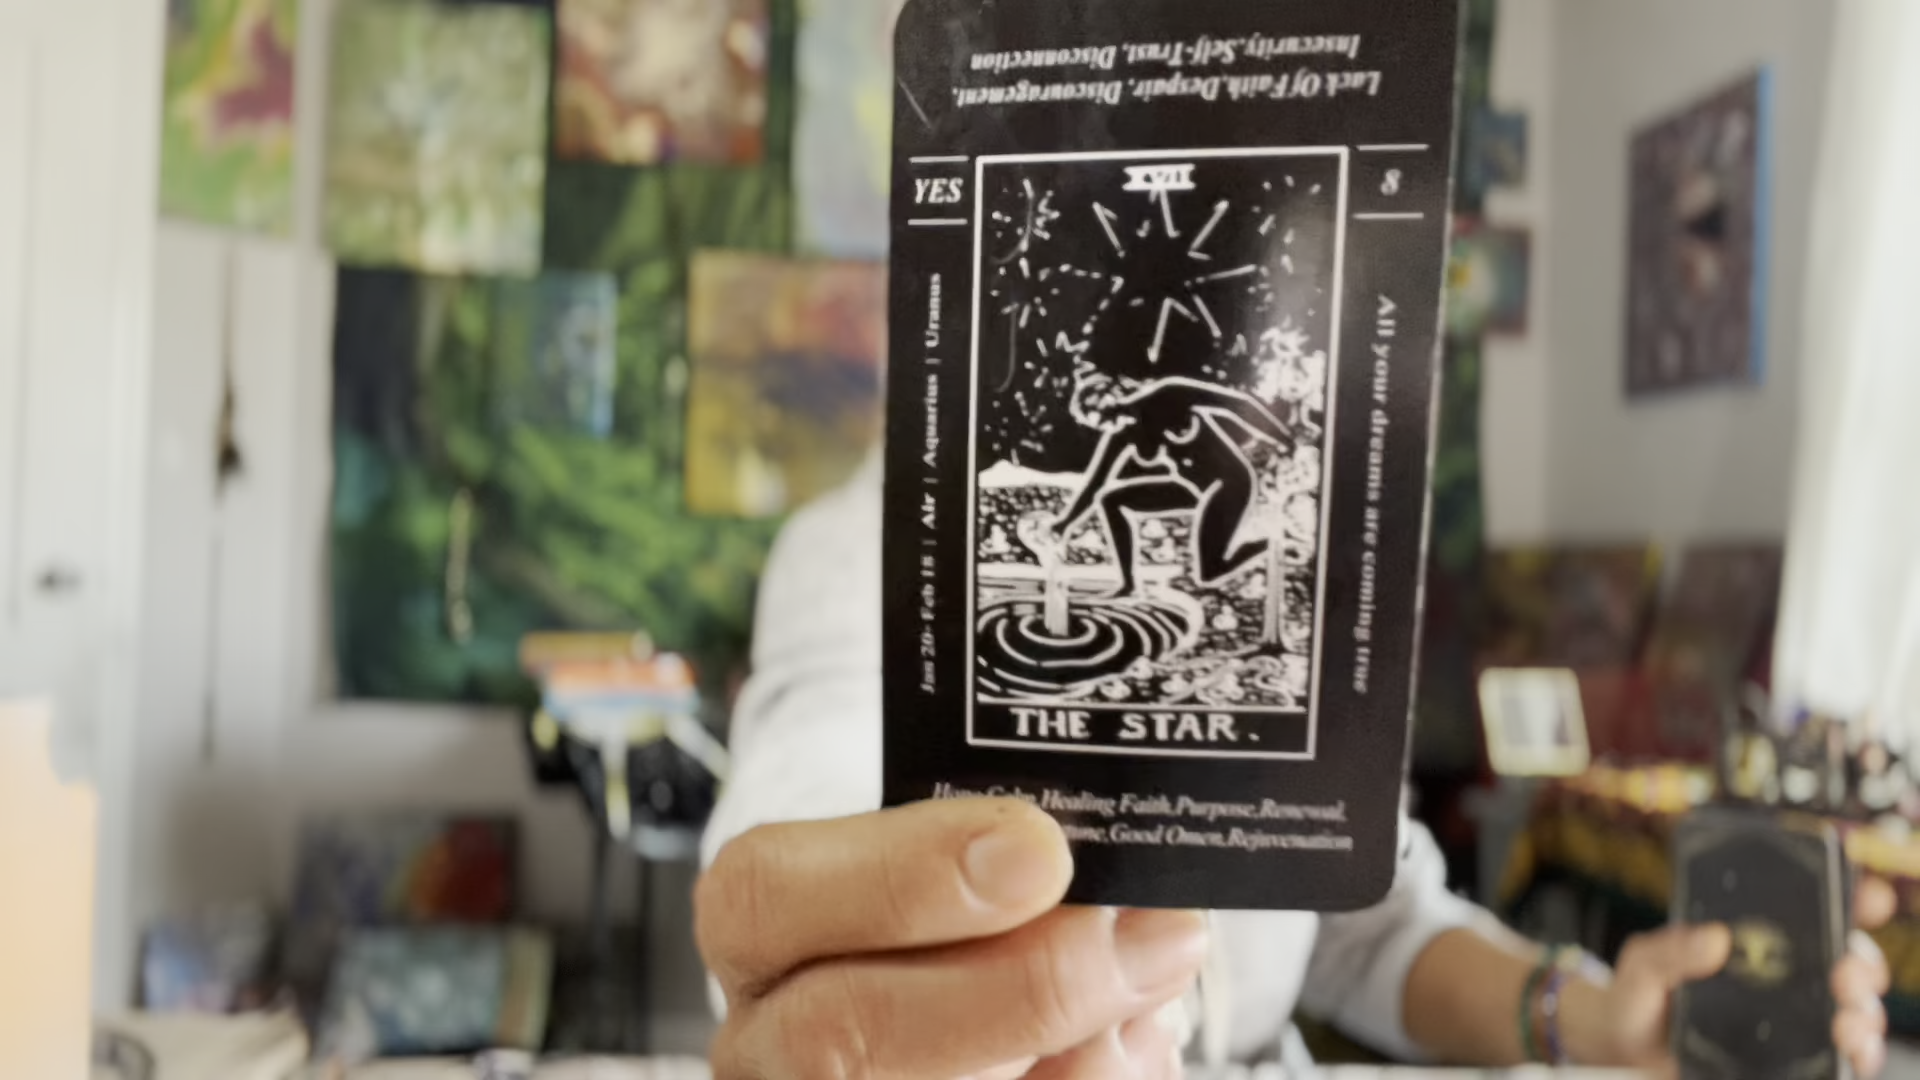 Insecurity, Self-Trust, Disconnection
Lack Of Faith, Despair, Discouragement,
YES
8
Jan 20-Feb 18 | Air | Aquarius | Uranus
All your dreams are coming true
THE STAR.
Healing Faith, Purpose, Renewal,
Good Omen, Rejuvenation